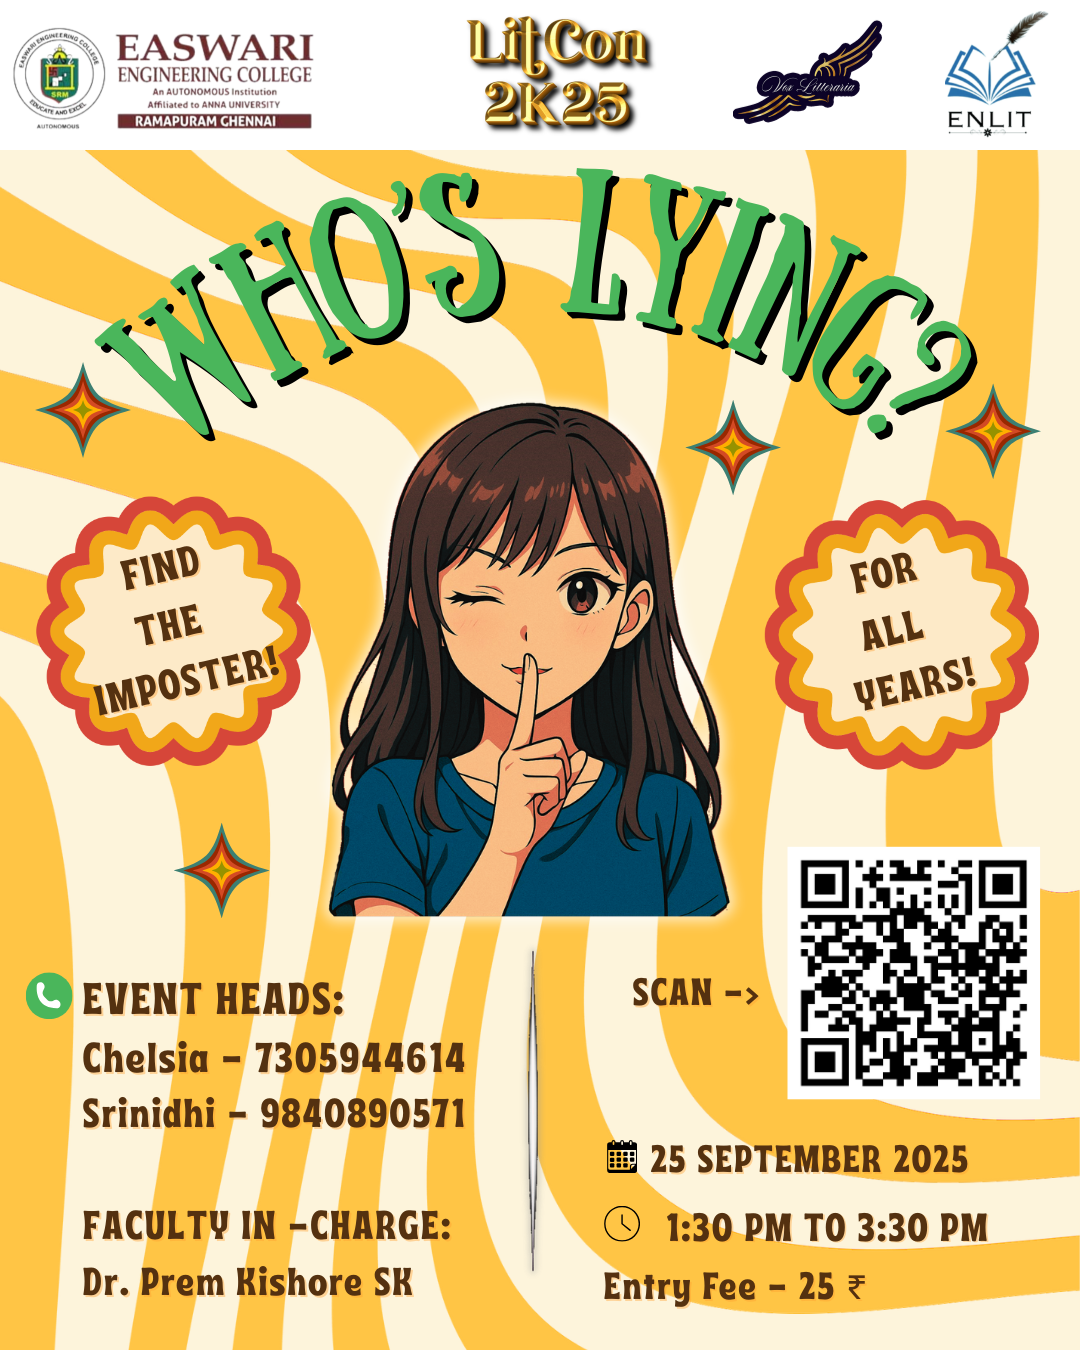 EASWARI ENGINEERING COLLEGE
SRM
EDUCATE AND EXCEL
AUTONOMOUS
EASWARI
ENGINEERING COLLEGE
An AUTONOMOUS Institution
Affiliated to ANNA UNIVERSITY
RAMAPURAM CHENNAI
LitCon
2K25
Vox Litteraria
ENLIT
WHO'S LYING?
FIND
THE
IMPOSTER!
FOR
ALL
YEARS!
EVENT HEADS:
Chelsia - 7305944614
Srinidhi - 9840890571
FACULTY IN -CHARGE:
Dr. Prem Kishore SK
SCAN ->
25 SEPTEMBER 2025
1:30 PM TO 3:30 PM
Entry Fee - 25 ₹